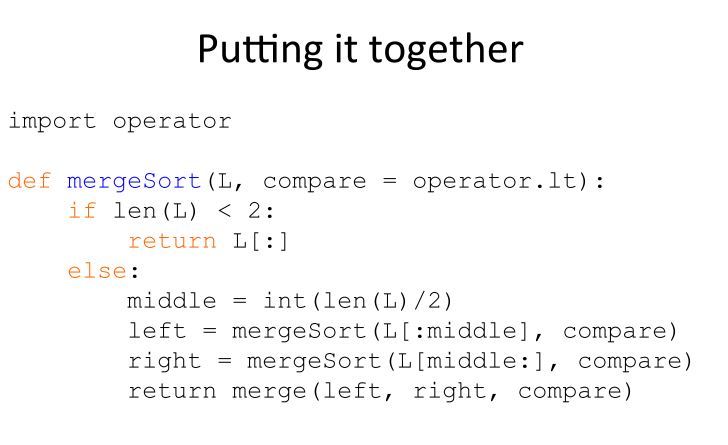 Putting it together
import operator
def mergeSort(L, compare = operator.lt):
    if len(L) < 2:
        return L[:]
    else:
        middle = int(len(L)/2)
        left = mergeSort(L[:middle], compare)
        right = mergeSort(L[middle:], compare)
        return merge(left, right, compare)